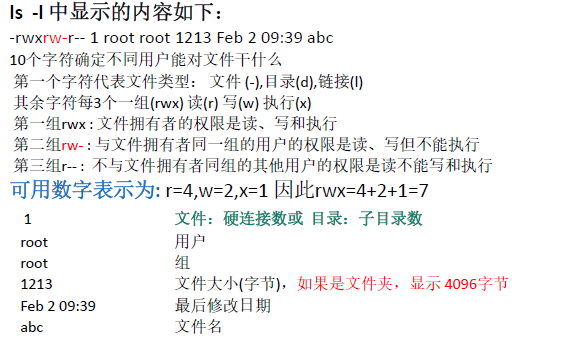 ls -l 中显示的内容如下：
-rwxrw-r-- 1 root root 1213 Feb 2 09:39 abc
10个字符确定不同用户能对文件干什么
第一个字符代表文件类型： 文件 (-),目录(d),链接(l)
其余字符每3个一组(rwx) 读(r) 写(w) 执行(x)
第一组rwx : 文件拥有者的权限是读、写和执行
第二组rw- : 与文件拥有者同一组的用户的权限是读、写但不能执行
第三组r-- : 不与文件拥有者同组的其他用户的权限是读不能写和执行
可用数字表示为: r=4,w=2,x=1 因此rwx=4+2+1=7
1 文件：硬连接数或 目录：子目录数
root 用户
root 组
1213 文件大小(字节)，如果是文件夹，显示 4096字节
Feb 2 09:39 最后修改日期
abc 文件名